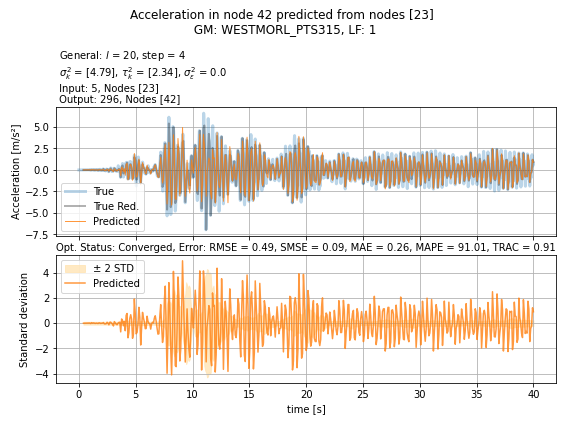 Acceleration in node 42 predicted from nodes [23]
GM: WESTMORL_PTS315, LF: 1
General: l = 20, step = 4
σ²ₖ = [4.79], τ²ₖ = [2.34], σ²ₑ = 0.0
Input: 5, Nodes [23]
Output: 296, Nodes [42]
Acceleration [m/s²]
5.0
2.5
0.0
−2.5
−5.0
−7.5
True
True Red.
Predicted
Opt. Status: Converged, Error: RMSE = 0.49, SMSE = 0.09, MAE = 0.26, MAPE = 91.01, TRAC = 0.91
Standard deviation
4
2
0
−2
−4
± 2 STD
Predicted
0 5 10 15 20 25 30 35 40
time [s]